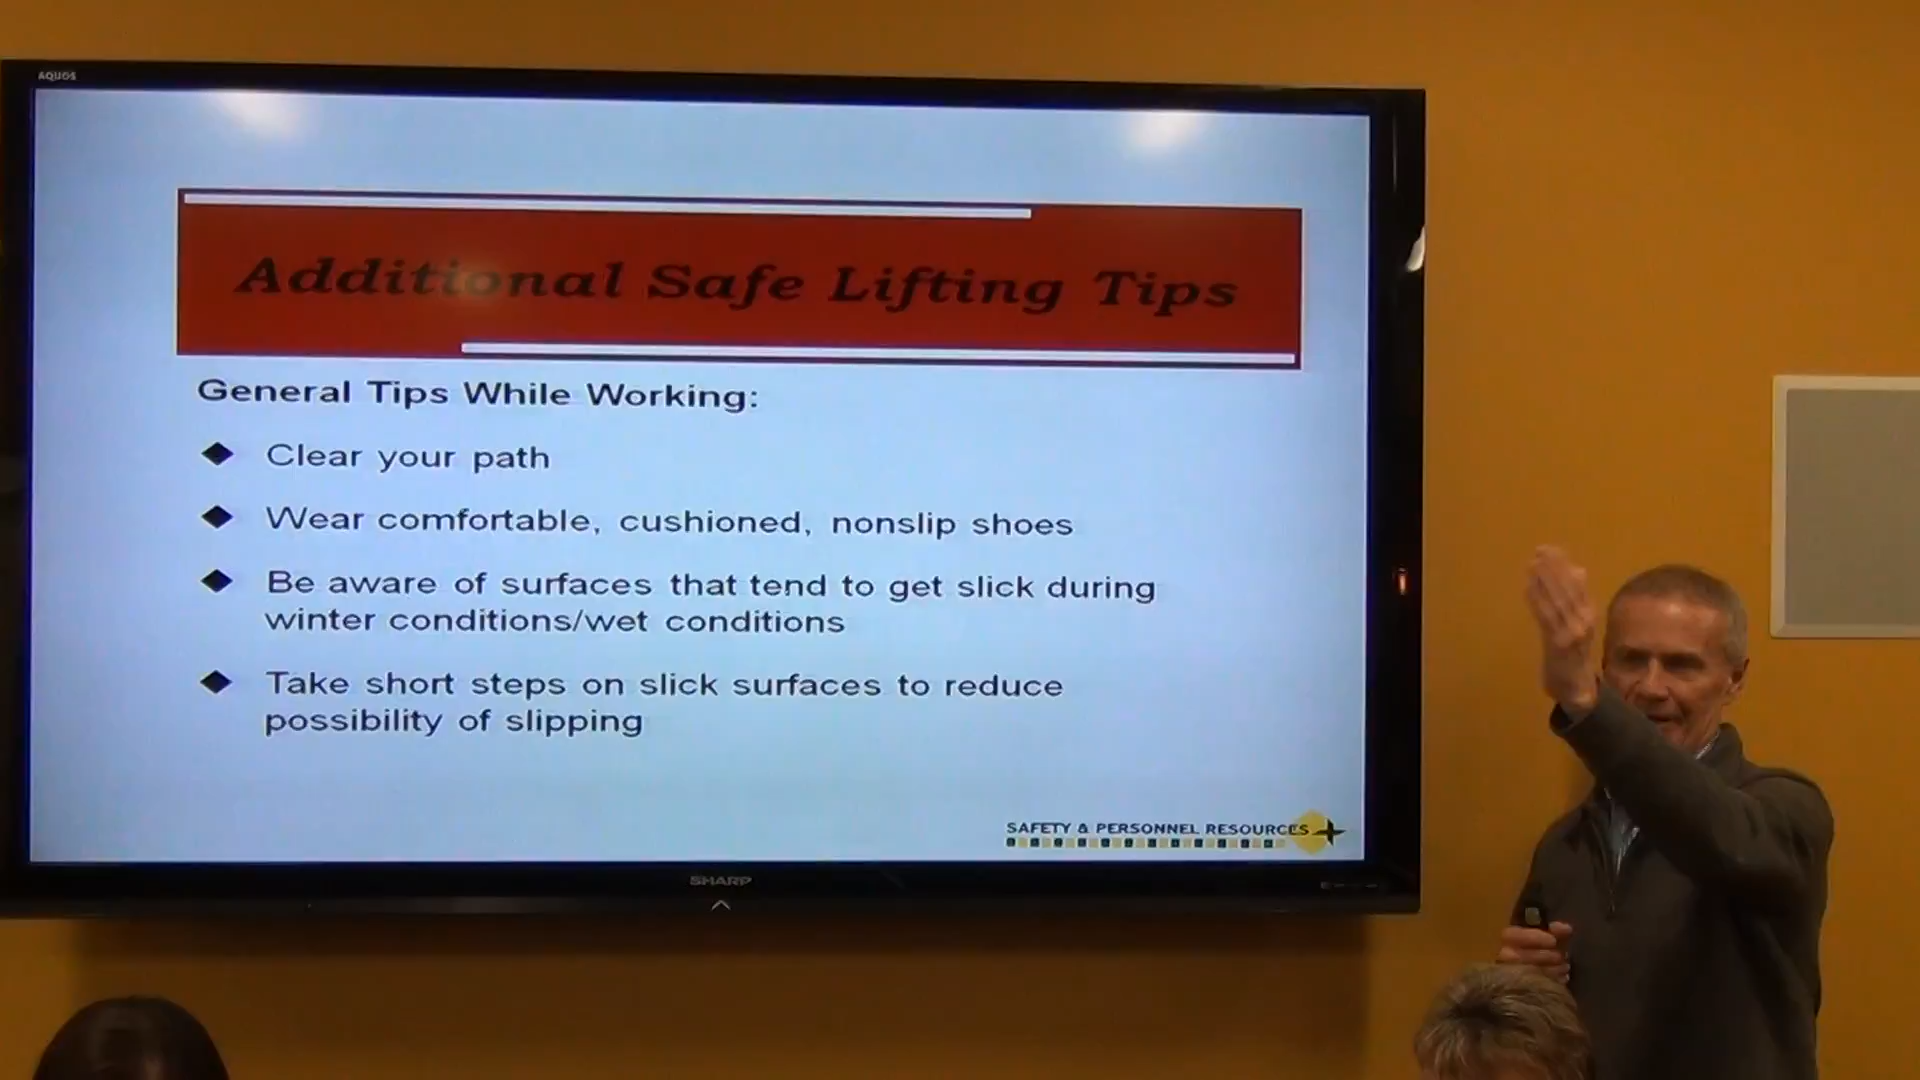 AQUOS
Additional Safe Lifting Tips
General Tips While Working:
Clear your path
Wear comfortable, cushioned, nonslip shoes
Be aware of surfaces that tend to get slick during
winter conditions/wet conditions
Take short steps on slick surfaces to reduce
possibility of slipping
SAFETY & PERSONNEL RESOURCES
SHARP